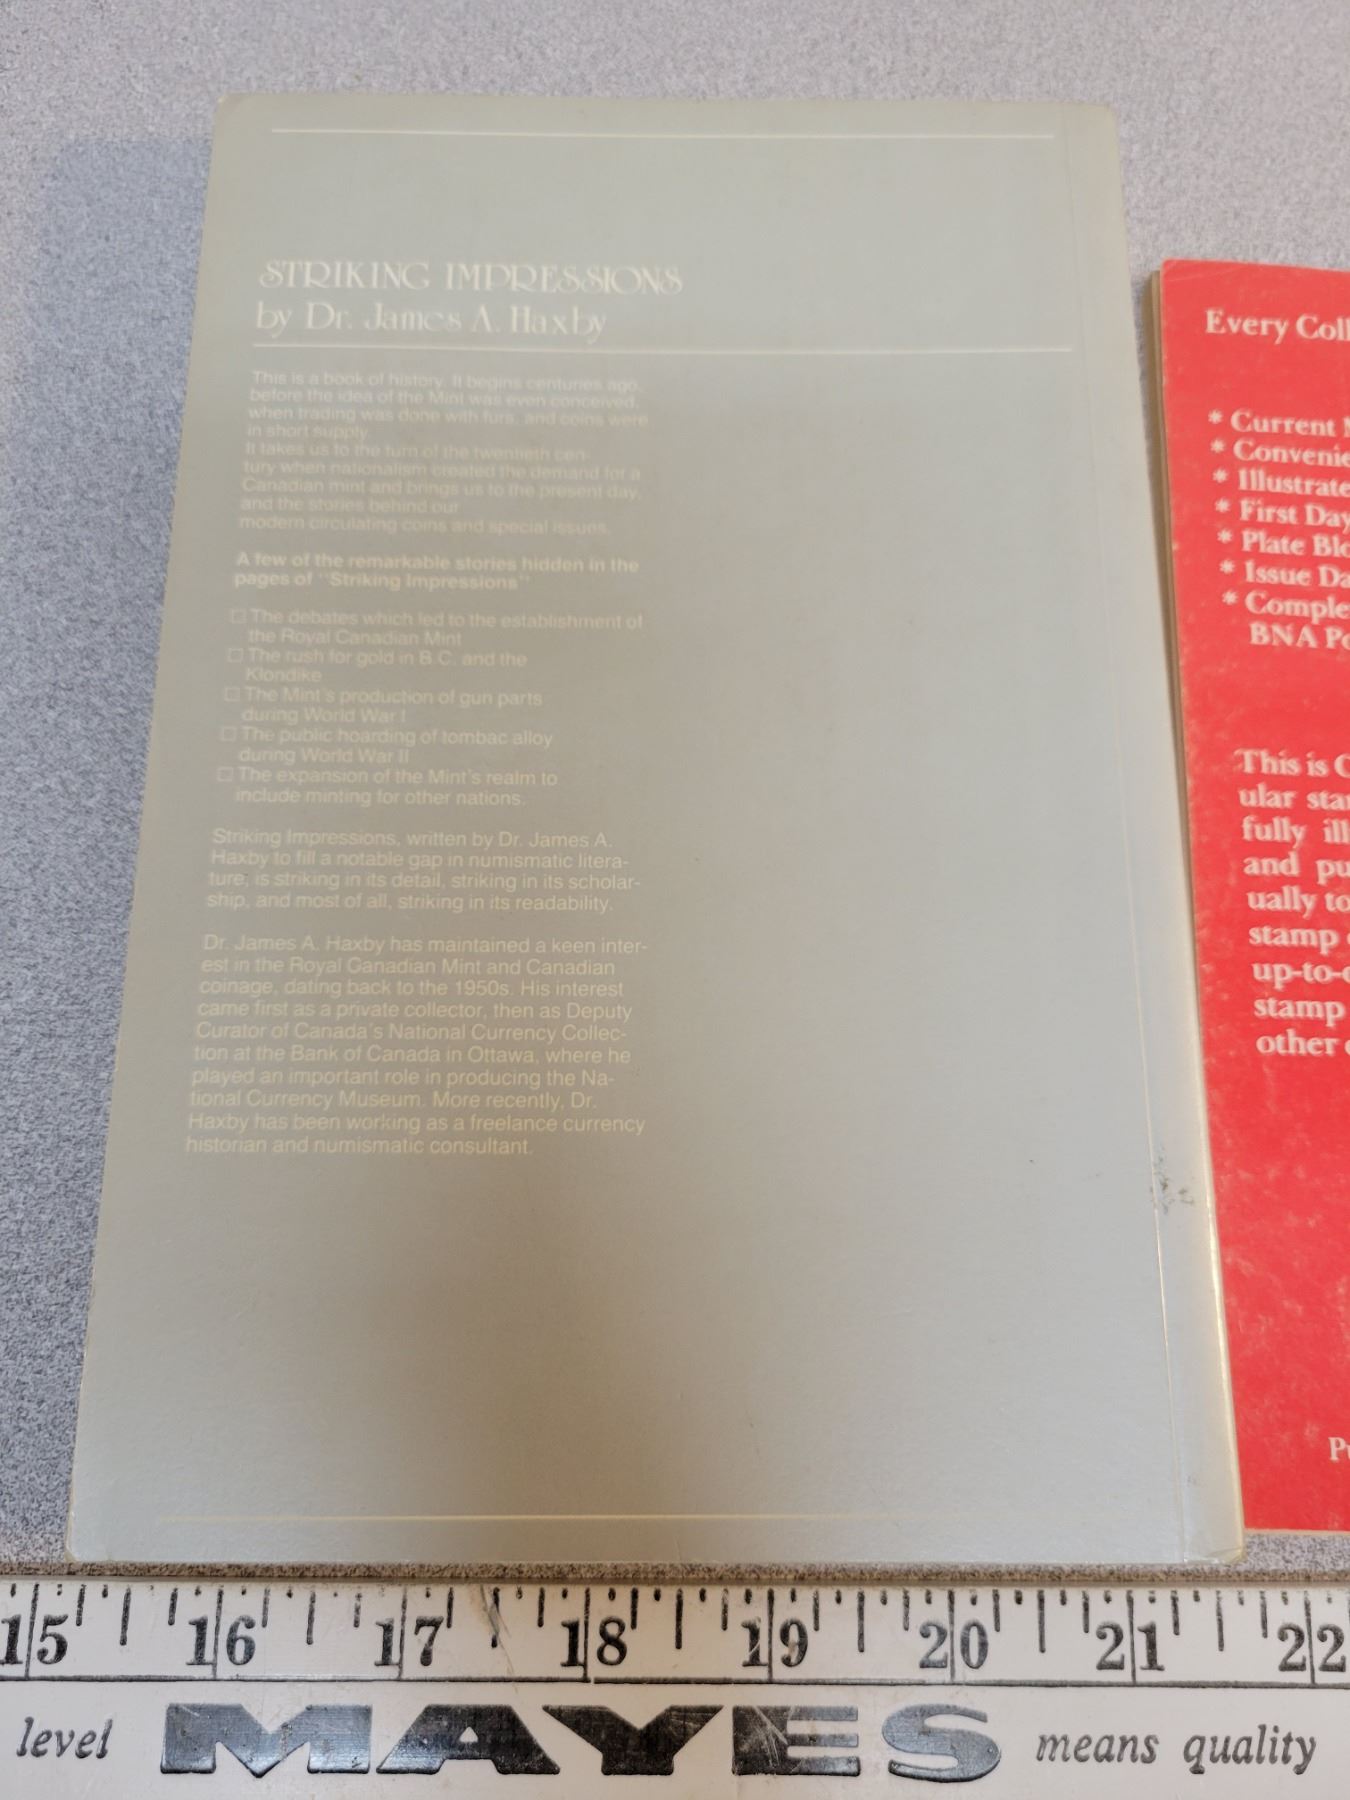 STRIKING IMPRESSIONS
by Dr. James A. Haxby
This is a book of history. It begins centuries ago,
before the idea of the Mint was even conceived,
when trading was done with furs, and coins were
in short supply.
It takes us to the turn of the twentieth cen-
tury when nationalism created the demand for a
Canadian mint and brings us to the present day,
and the stories behind our
modern circulating coins and special issues.
A few of the remarkable stories hidden in the
pages of "Striking Impressions"
□ The debates which led to the establishment of
the Royal Canadian Mint
□ The rush for gold in B.C. and the
Klondike
□ The Mint's production of gun parts
during World War I
□ The public hoarding of tombac alloy
during World War II
□ The expansion of the Mint's realm to
include minting for other nations.
Striking Impressions, written by Dr. James A.
Haxby to fill a notable gap in numismatic litera-
ture, is striking in its detail, striking in its scholar-
ship, and most of all, striking in its readability.
Dr. James A. Haxby has maintained a keen inter-
est in the Royal Canadian Mint and Canadian
coinage, dating back to the 1950s. His interest
came first as a private collector, then as Deputy
Curator of Canada's National Currency Collec-
tion at the Bank of Canada in Ottawa, where he
played an important role in producing the Na-
tional Currency Museum. More recently, Dr.
Haxby has been working as a freelance currency
historian and numismatic consultant.
Every Coll
* Current
* Convenie
* Illustrate
* First Day
* Plate Blo
* Issue Da
* Comple
BNA Po
This is C
ular sta
fully ill
and pu
ually to
stamp
up-to-
stamp
other
P
15 16 17 18 19 20 21 22
level MAYES means quality